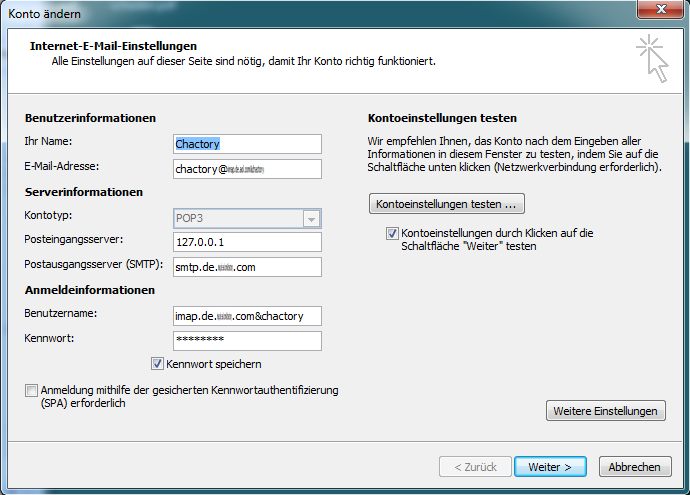 Konto ändern
Internet-E-Mail-Einstellungen
Alle Einstellungen auf dieser Seite sind nötig, damit Ihr Konto richtig funktioniert.
Benutzerinformationen
Ihr Name:
Chactory
E-Mail-Adresse:
chactory@
Serverinformationen
Kontotyp:
POP3
Posteingangsserver:
127.0.0.1
Postausgangsserver (SMTP):
smtp.de. .com
Anmeldeinformationen
Benutzername:
imap.de. .com&chactory
Kennwort:
********
Kennwort speichern
Anmeldung mithilfe der gesicherten Kennwortauthentifizierung
(SPA) erforderlich
Kontoeinstellungen testen
Wir empfehlen Ihnen, das Konto nach dem Eingeben aller
Informationen in diesem Fenster zu testen, indem Sie auf die
Schaltfläche unten klicken (Netzwerkverbindung erforderlich).
Kontoeinstellungen testen ...
Kontoeinstellungen durch Klicken auf die
Schaltfläche "Weiter" testen
Weitere Einstellungen
< Zurück
Weiter >
Abbrechen